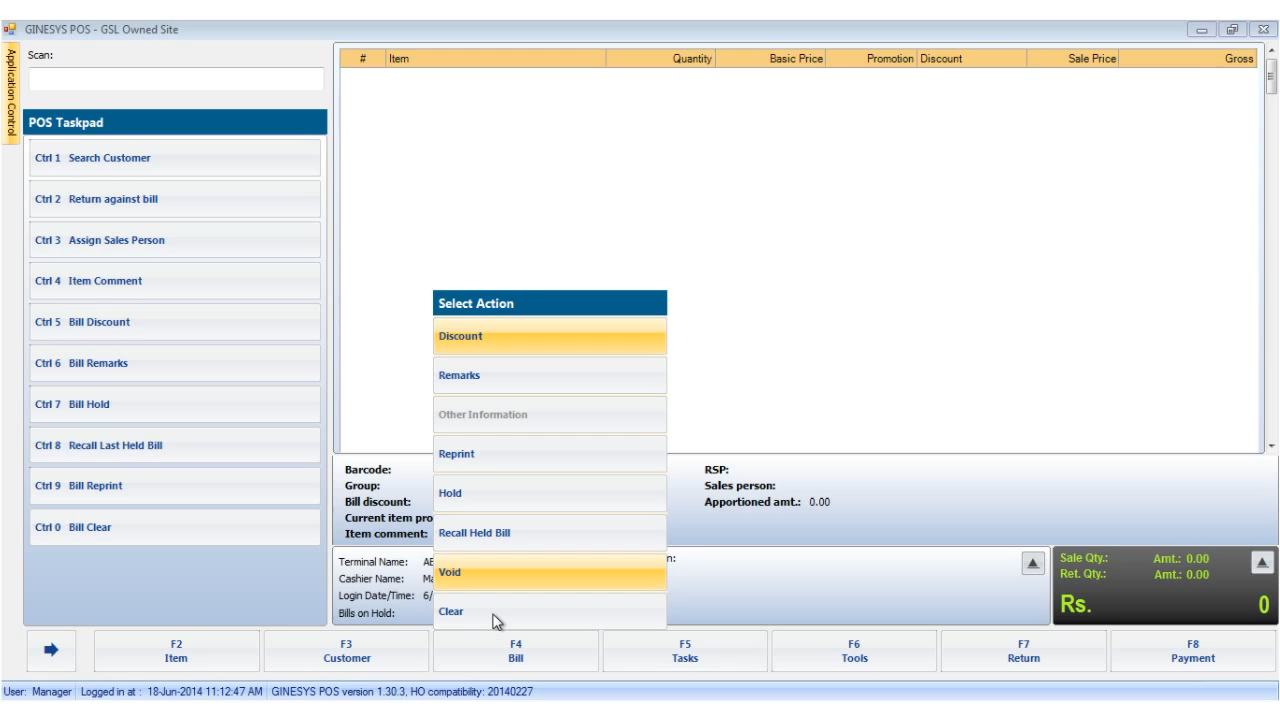 GINESYS POS - GSL Owned Site
Application Control
Scan:
# Item Quantity Basic Price Promotion Discount Sale Price Gross
POS Taskpad
Ctrl 1 Search Customer
Ctrl 2 Return against bill
Ctrl 3 Assign Sales Person
Ctrl 4 Item Comment
Ctrl 5 Bill Discount
Ctrl 6 Bill Remarks
Ctrl 7 Bill Hold
Ctrl 8 Recall Last Held Bill
Ctrl 9 Bill Reprint
Ctrl 0 Bill Clear
Select Action
Discount
Remarks
Other Information
Reprint
Hold
Recall Held Bill
Void
Clear
Barcode: RSP:
Group: Sales person:
Bill discount: Apportioned amt.: 0.00
Current item pro
Item comment:
Terminal Name: AE n:
Cashier Name: Ma
Login Date/Time: 6/
Bills on Hold:
Sale Qty.: Amt.: 0.00
Ret. Qty.: Amt.: 0.00
Rs. 0
F2 F3 F4 F5 F6 F7 F8
Item Customer Bill Tasks Tools Return Payment
User: Manager Logged in at : 18-Jun-2014 11:12:47 AM GINESYS POS version 1.30.3, HO compatibility: 20140227